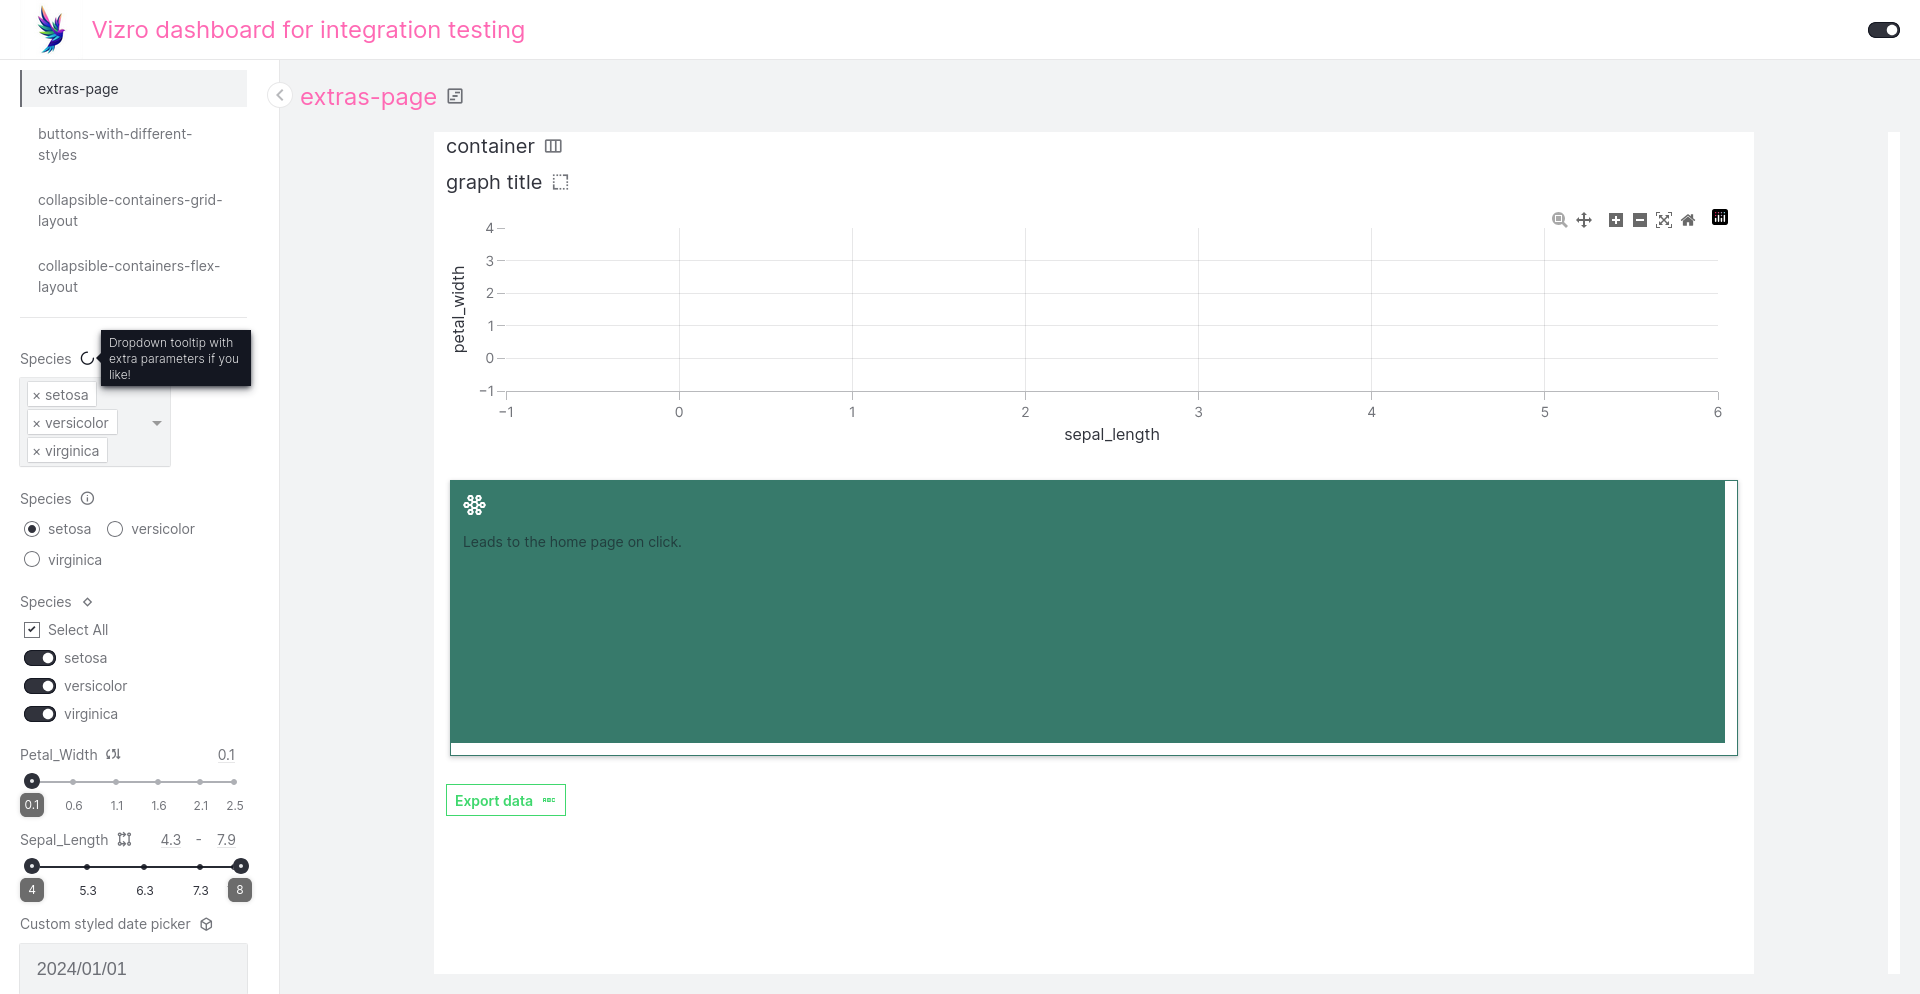 Vizro dashboard for integration testing
extras-page
buttons-with-different-
styles
collapsible-containers-grid-
layout
collapsible-containers-flex-
layout
Species
Dropdown tooltip with
extra parameters if you
like!
× setosa
× versicolor
× virginica
Species
setosa
versicolor
virginica
Species
Select All
setosa
versicolor
virginica
Petal_Width
0.1
0.1
0.6
1.1
1.6
2.1
2.5
Sepal_Length
4.3 - 7.9
4
5.3
6.3
7.3
8
Custom styled date picker
2024/01/01
extras-page
container
graph title
4
3
2
1
0
−1
petal_width
−1
0
1
2
3
4
5
6
sepal_length
Leads to the home page on click.
Export data